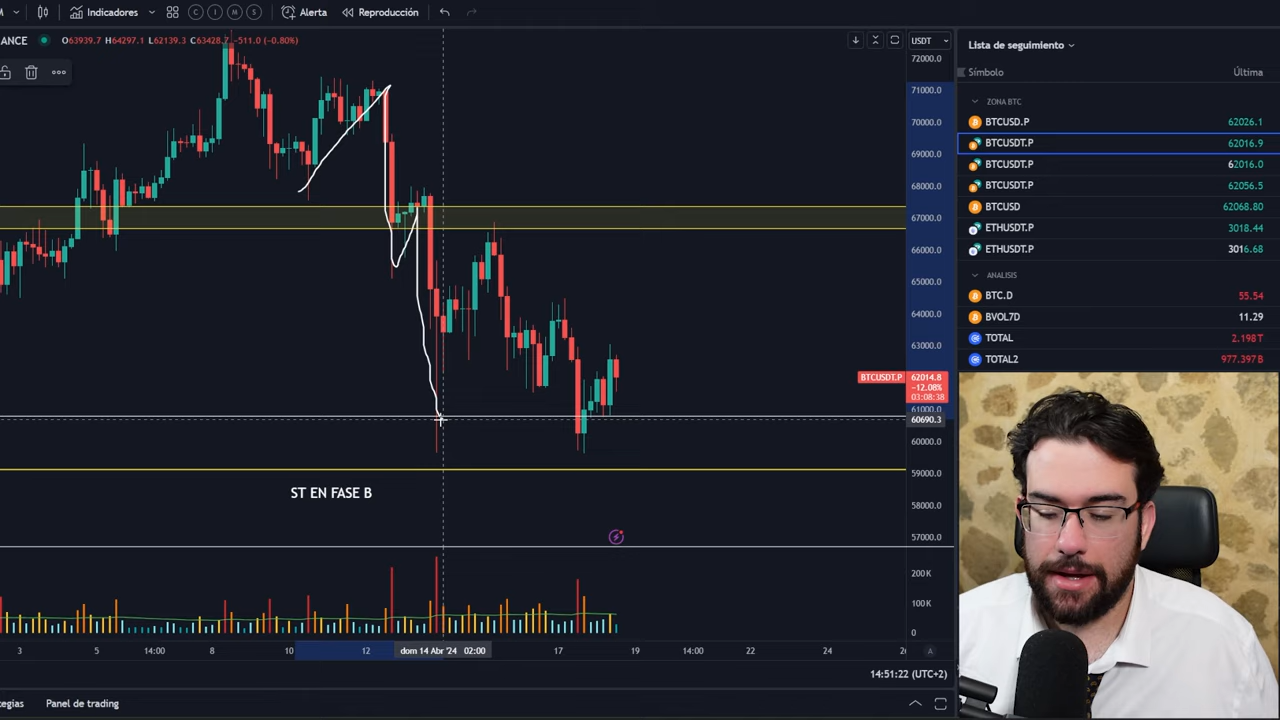 M Indicadores C I M S Alerta Reproducción
ANCE O63939.7 H64297.1 L62139.3 C63428.7 -511.0 (-0.80%)
USDT
72000.0
71000.0
70000.0
69000.0
68000.0
67000.0
66000.0
65000.0
64000.0
63000.0
BTCUSDT.P 62014.8
-12.08%
03:08:38
61000.0
60690.3
60000.0
59000.0
58000.0
57000.0
ST EN FASE B
200 K
100 K
0
3 5 14:00 8 10 12 dom 14 Abr '24 02:00 17 19 14:00 22 24 26 A
14:51:22 (UTC+2)
egias Panel de trading
Lista de seguimiento
Símbolo Última
ZONA BTC
BTCUSD.P 62026.1
BTCUSDT.P 62016.9
BTCUSDT.P 62016.0
BTCUSDT.P 62056.5
BTCUSD 62068.80
ETHUSDT.P 3018.44
ETHUSDT.P 3016.68
ANALISIS
BTC.D 55.54
BVOL7D 11.29
TOTAL 2.198T
TOTAL2 977.397B